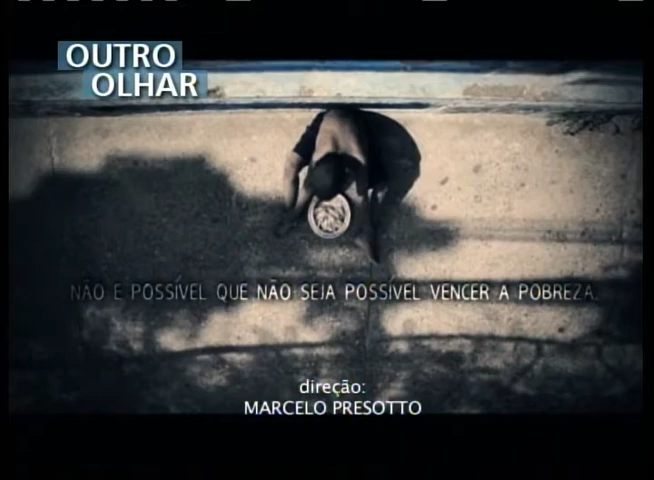 OUTRO
OLHAR
NÃO E POSSÍVEL QUE NÃO SEJA POSSÍVEL VENCER A POBREZA.
direção:
MARCELO PRESOTTO